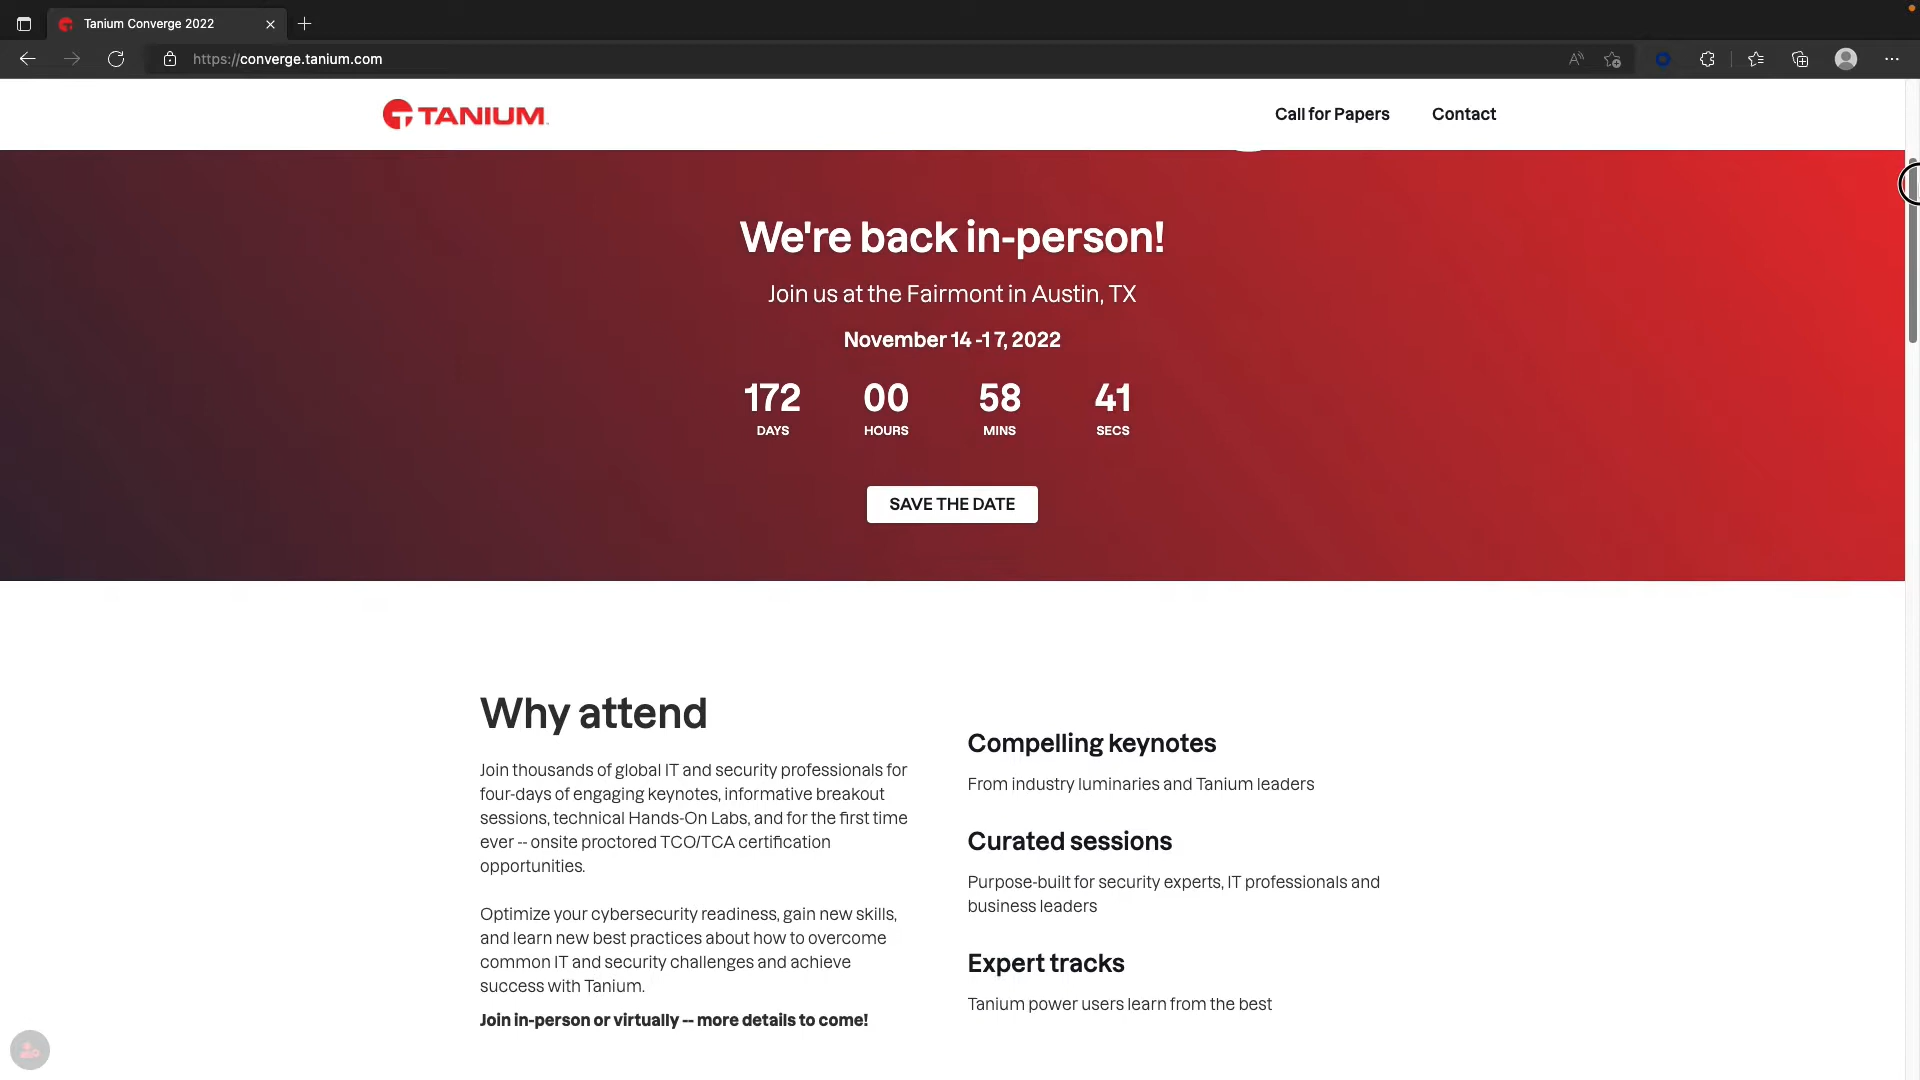 Tanium Converge 2022
https://converge.tanium.com
TANIUM
Call for Papers
Contact
We're back in-person!
Join us at the Fairmont in Austin, TX
November 14 -17, 2022
172 00 58 41
DAYS HOURS MINS SECS
SAVE THE DATE
Why attend
Join thousands of global IT and security professionals for
four-days of engaging keynotes, informative breakout
sessions, technical Hands-On Labs, and for the first time
ever -- onsite proctored TCO/TCA certification
opportunities.
Optimize your cybersecurity readiness, gain new skills,
and learn new best practices about how to overcome
common IT and security challenges and achieve
success with Tanium.
Join in-person or virtually -- more details to come!
Compelling keynotes
From industry luminaries and Tanium leaders
Curated sessions
Purpose-built for security experts, IT professionals and
business leaders
Expert tracks
Tanium power users learn from the best